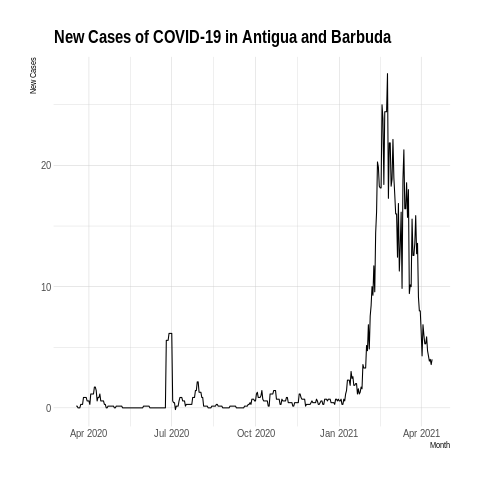 New Cases of COVID-19 in Antigua and Barbuda
New Cases
20
10
0
Apr 2020 Jul 2020 Oct 2020 Jan 2021 Apr 2021
Month